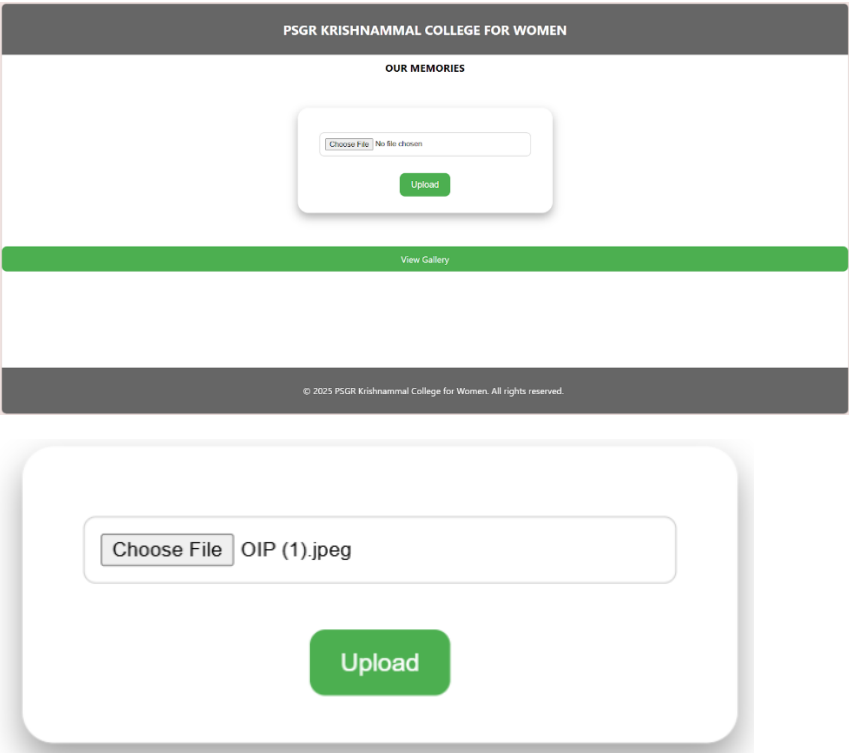 PSGR KRISHNAMMAL COLLEGE FOR WOMEN
OUR MEMORIES
Choose File No file chosen
Upload
View Gallery
© 2025 PSGR Krishnammal College for Women. All rights reserved.
Choose File OIP (1).jpeg
Upload